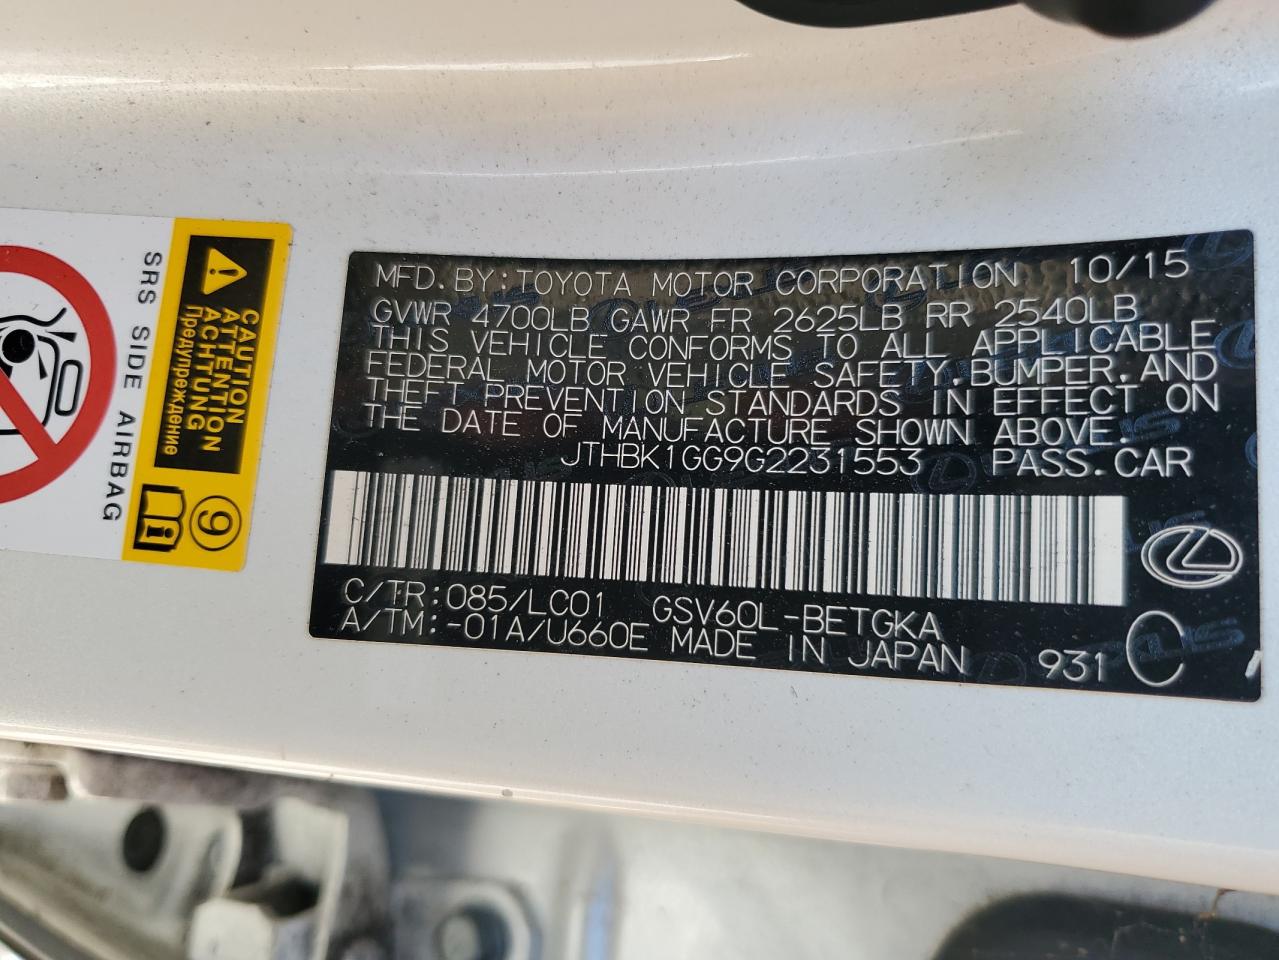 SRS SIDE AIRBAG
CAUTION
ATTENTION
ACHTUNG
Предупреждение
9
MFD. BY: TOYOTA MOTOR CORPORATION 10/15
GVWR 4700LB GAWR FR 2625LB RR 2540LB
THIS VEHICLE CONFORMS TO ALL APPLICABLE
FEDERAL MOTOR VEHICLE SAFETY, BUMPER, AND
THEFT PREVENTION STANDARDS IN EFFECT ON
THE DATE OF MANUFACTURE SHOWN ABOVE.
JTHBK1GG9G2231553 PASS. CAR
C/TR: 085/LC01 GSV60L-BETGKA
A/TM: -01A/U660E MADE IN JAPAN 931 C